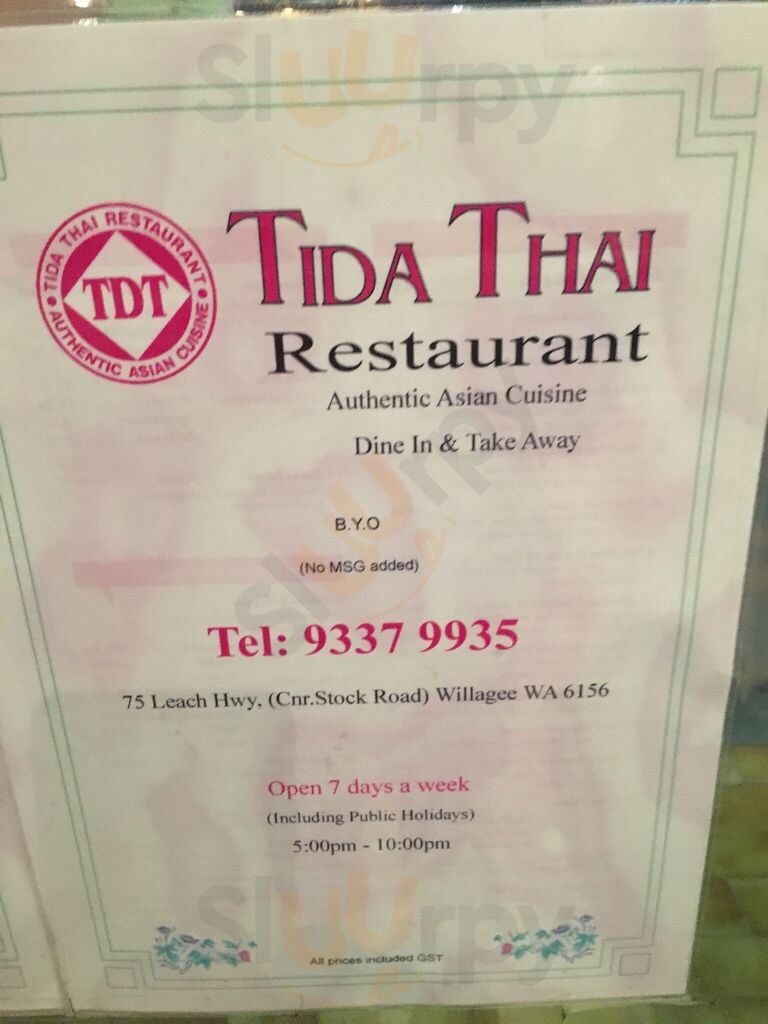 Slurpy
TIDA THAI RESTAURANT
TDT
AUTHENTIC ASIAN CUISINE
TIDA THAI
Restaurant
Authentic Asian Cuisine
Dine In & Take Away
Slurpy
B.Y.O
(No MSG added)
Tel: 9337 9935
75 Leach Hwy, (Cnr.Stock Road) Willagee WA 6156
Open 7 days a week
(Including Public Holidays)
5:00pm - 10:00pm
Slurpy
All prices included GST